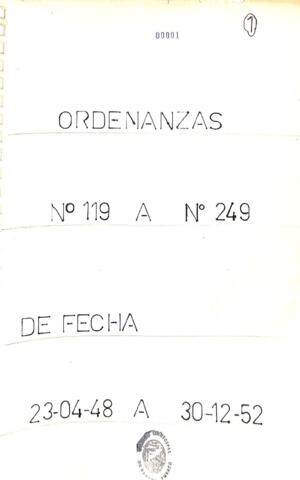 00001
1
ORDENANZAS
Nº 119 A Nº 249
DE FECHA
23-04-48 A 30-12-52